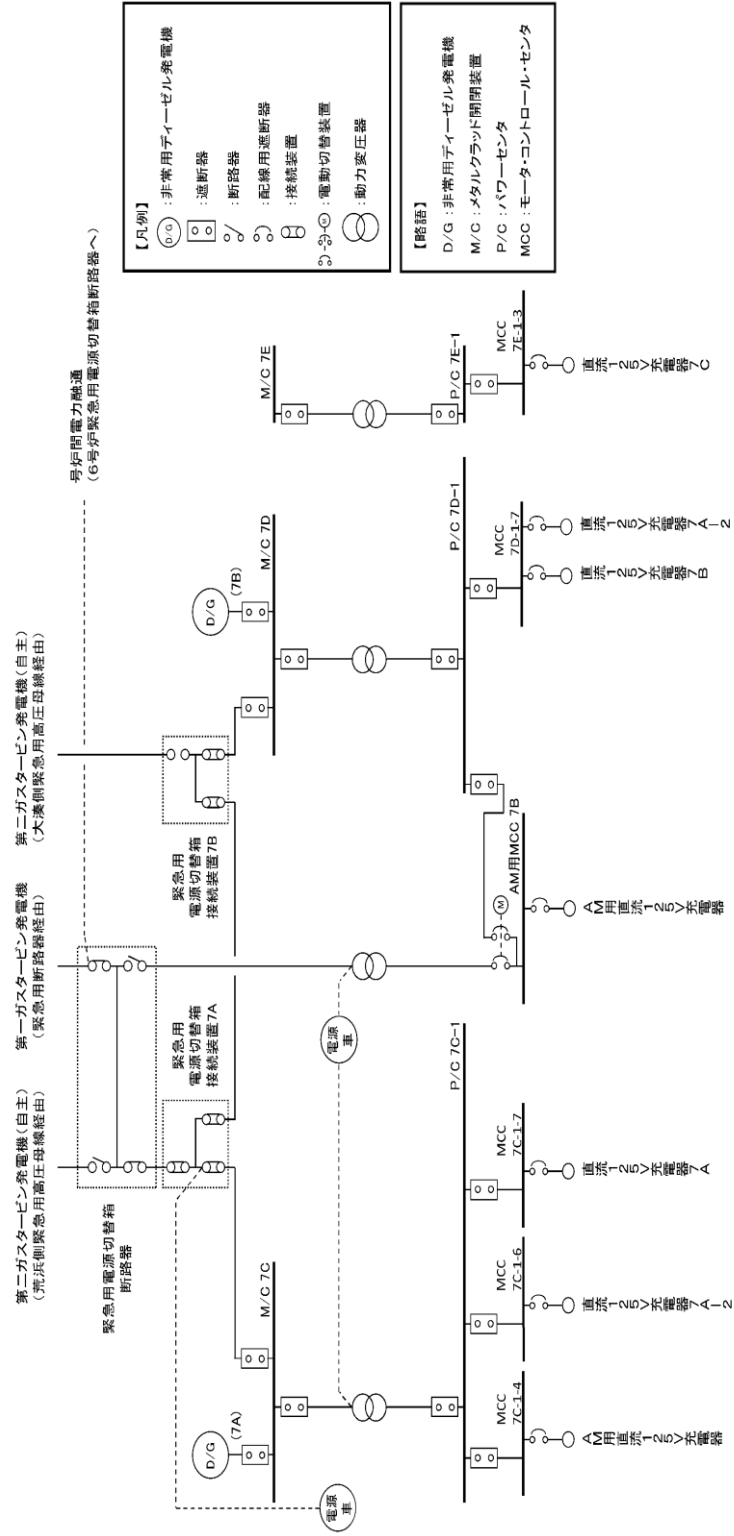 第二ガスタービン発電機(自主)
(荒浜側緊急用高圧母線経由)
第一ガスタービン発電機
(緊急用断路器経由)
第二ガスタービン発電機(自主)
(大湊側緊急用高圧母線経由)
号炉間電力融通
(6号炉緊急用電源切替箱断路器へ)
緊急用電源切替箱
断路器
緊急用
電源切替箱
接続装置7A
緊急用
電源切替箱
接続装置7B
電源
車
D/G
(7A)
M/C 7C
D/G
(7B)
M/C 7D
M/C 7E
電源
車
P/C 7C-1
P/C 7D-1
P/C 7E-1
MCC
7C-1-4
MCC
7C-1-6
MCC
7C-1-7
M
AM用MCC 7B
MCC
7D-1-7
MCC
7E-1-3
AM用直流125V充電器
直流125V充電器7A-2
直流125V充電器7A
AM用直流125V充電器
直流125V充電器7B
直流125V充電器7A-2
直流125V充電器7C
【凡例】
D/G :非常用ディーゼル発電機
:遮断器
:断路器
:配線用遮断器
:接続装置
M :電動切替装置
:動力変圧器
【略語】
D/G :非常用ディーゼル発電機
M/C :メタルクラッド開閉装置
P/C :パワーセンタ
MCC :モータ・コントロール・センタ